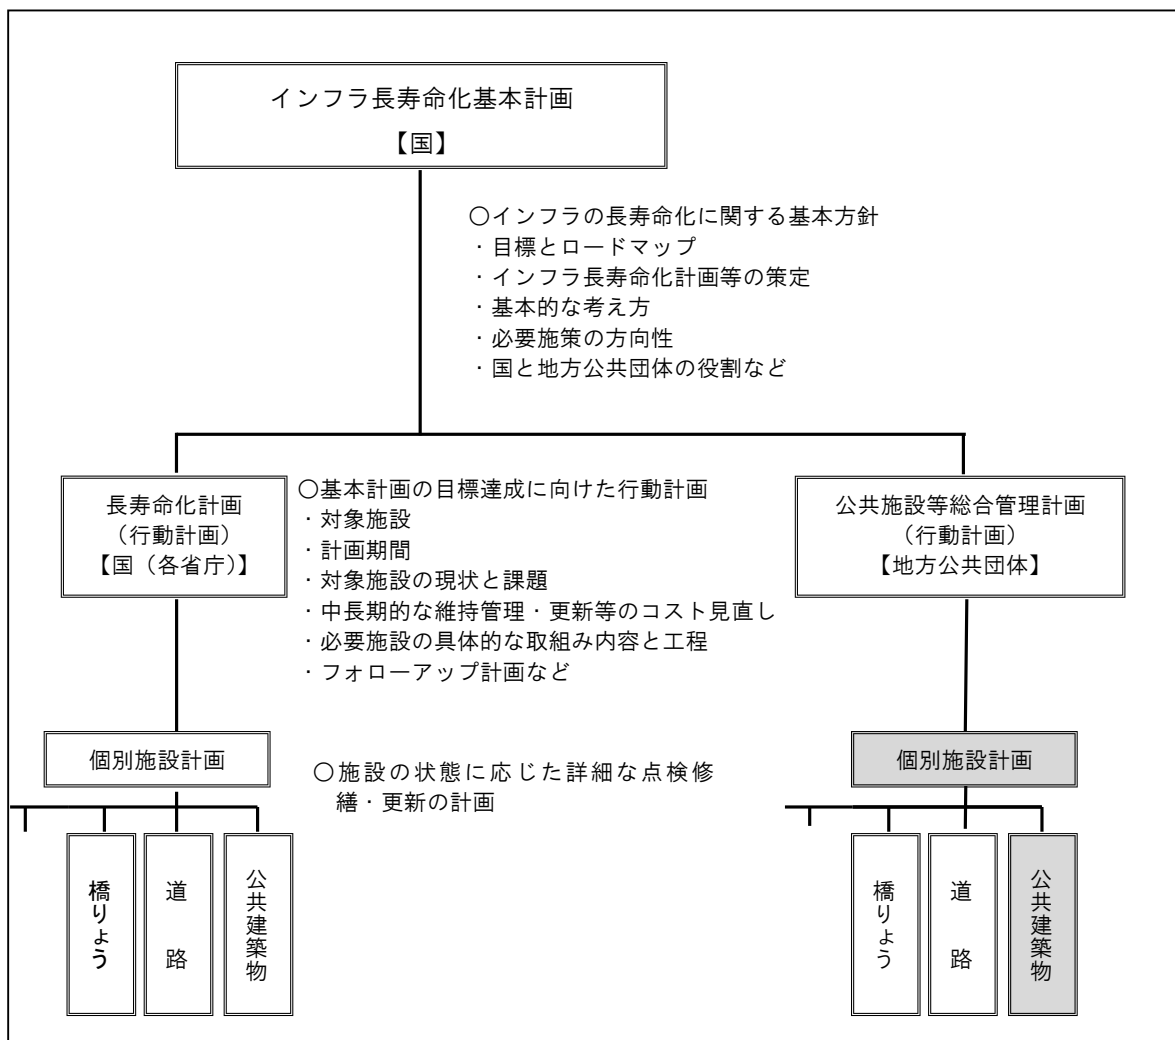 インフラ長寿命化基本計画
【国】
○インフラの長寿命化に関する基本方針
・目標とロードマップ
・インフラ長寿命化計画等の策定
・基本的な考え方
・必要施策の方向性
・国と地方公共団体の役割など
長寿命化計画
（行動計画）
【国（各省庁）】
○基本計画の目標達成に向けた行動計画
・対象施設
・計画期間
・対象施設の現状と課題
・中長期的な維持管理・更新等のコスト見直し
・必要施設の具体的な取組み内容と工程
・フォローアップ計画など
公共施設等総合管理計画
（行動計画）
【地方公共団体】
個別施設計画
○施設の状態に応じた詳細な点検修
繕・更新の計画
個別施設計画
橋りょう
道路
公共建築物
橋りょう
道路
公共建築物